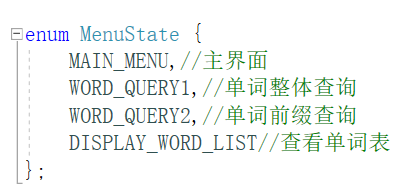 enum MenuState {
MAIN_MENU,//主界面
WORD_QUERY1,//单词整体查询
WORD_QUERY2,//单词前缀查询
DISPLAY_WORD_LIST//查看单词表
};